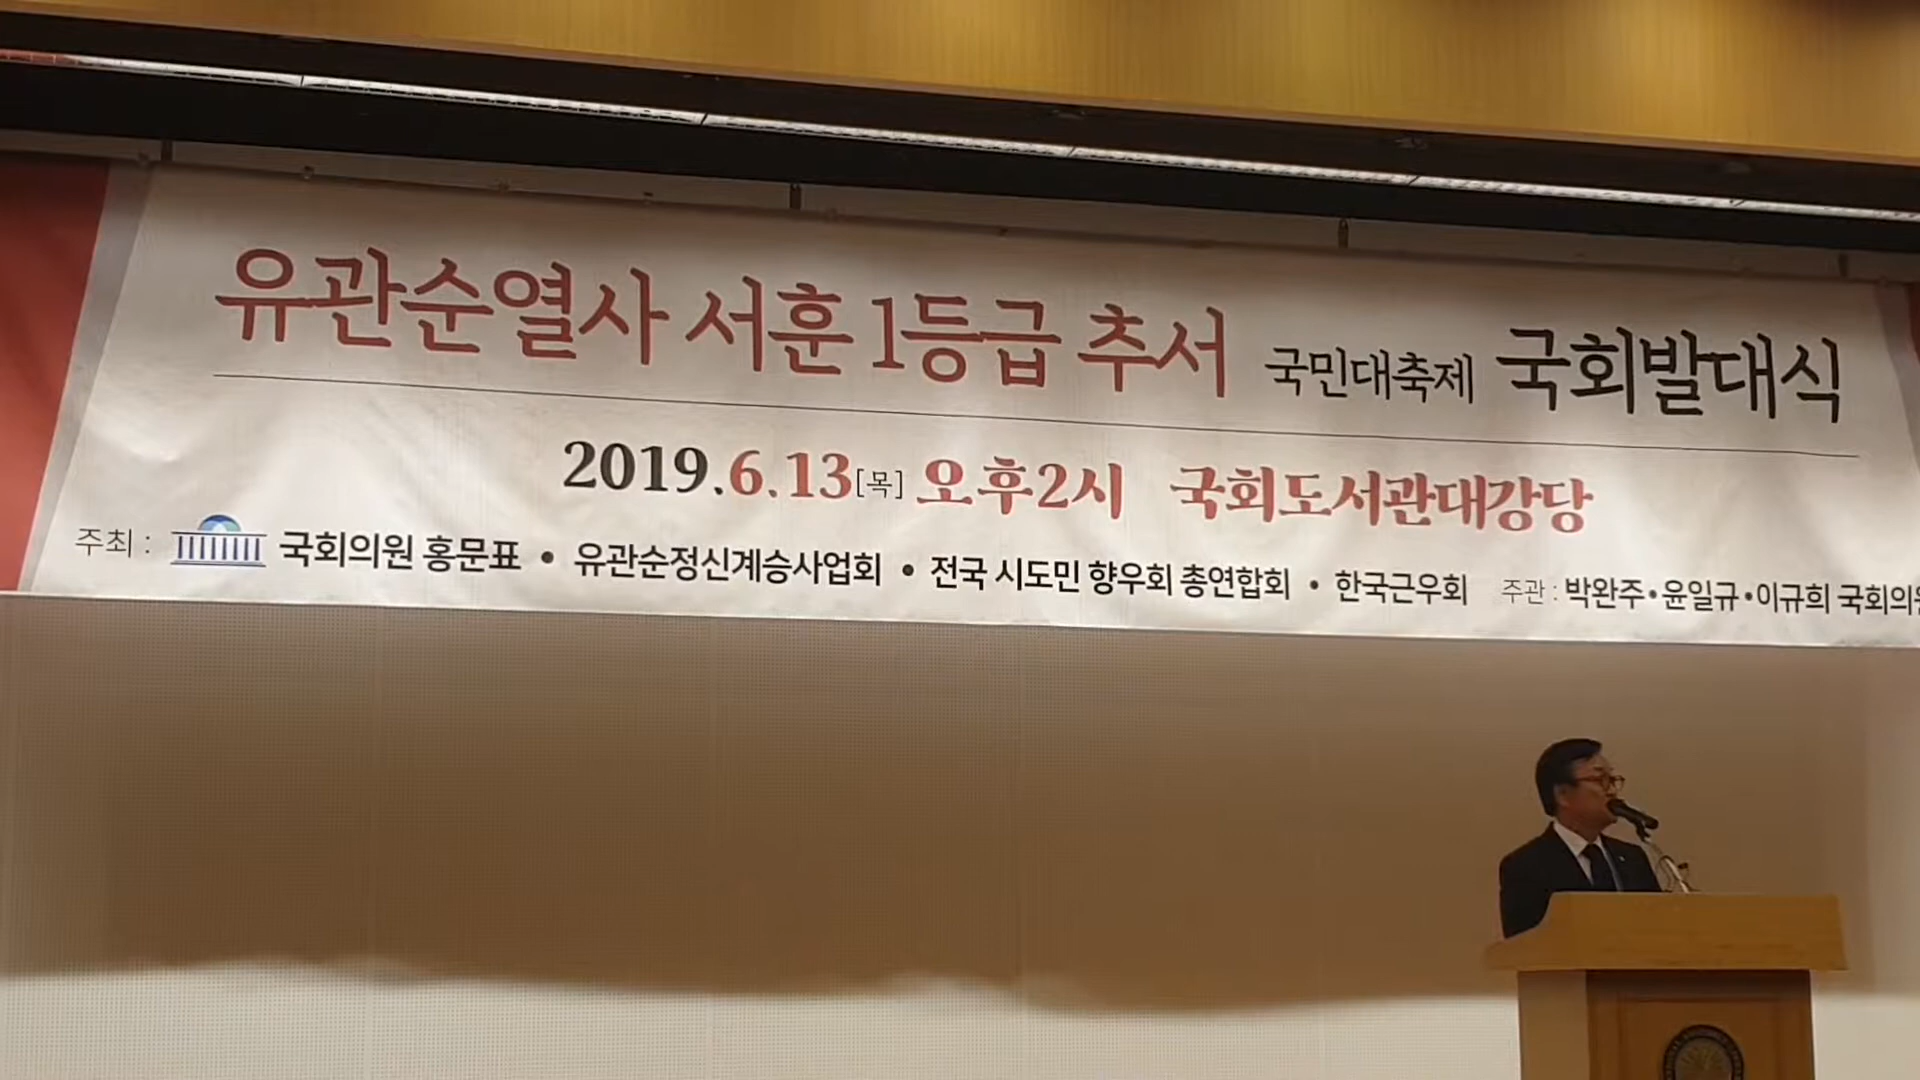 유관순열사 서훈 1등급 추서 국민대축제 국회발대식
2019.6.13[목] 오후2시 국회도서관대강당
주최 : 국회의원 홍문표 • 유관순정신계승사업회 • 전국 시도민 향우회 총연합회 • 한국근우회 주관 : 박완주•윤일규•이규희 국회의원